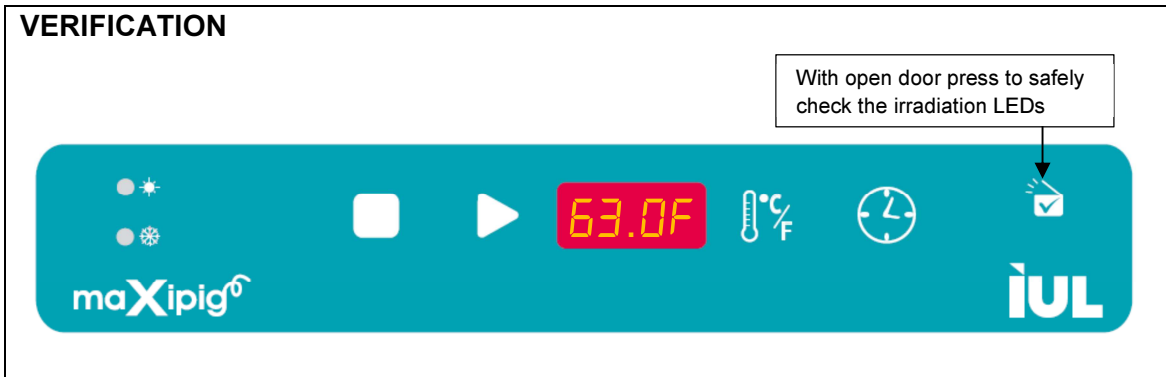 VERIFICATION
With open door press to safely
check the irradiation LEDs
63.0F
°C/F
maXipig
IUL